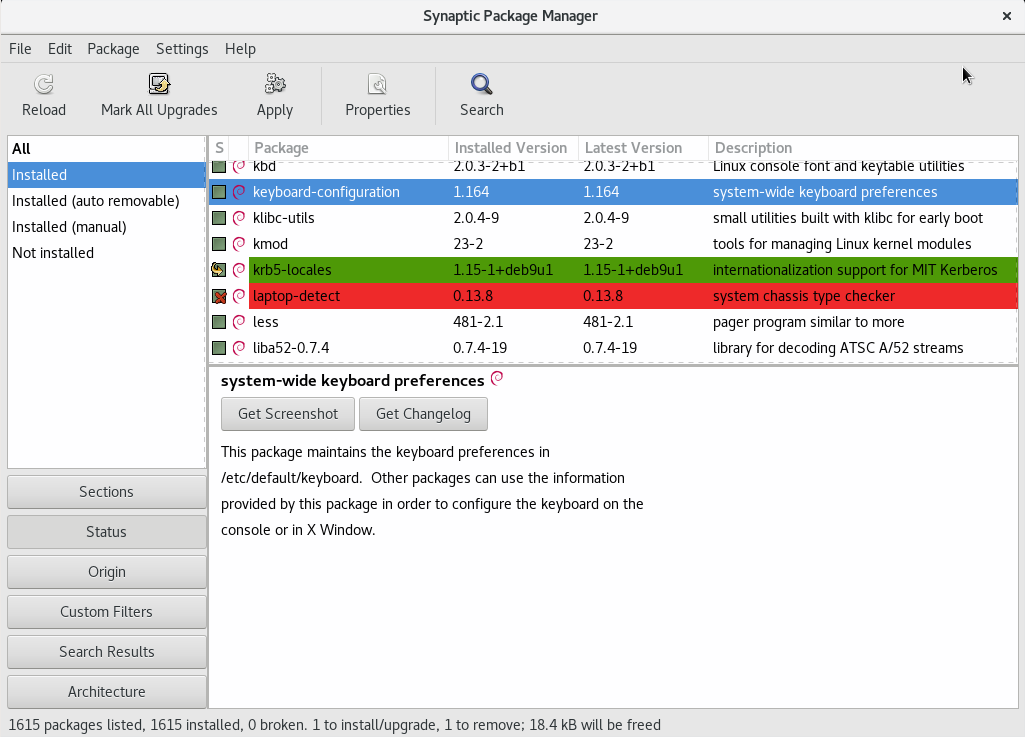 Synaptic Package Manager
File Edit Package Settings Help
Reload Mark All Upgrades Apply Properties Search
All
Installed
Installed (auto removable)
Installed (manual)
Not installed
S Package Installed Version Latest Version Description
kbd 2.0.3-2+b1 2.0.3-2+b1 Linux console font and keytable utilities
keyboard-configuration 1.164 1.164 system-wide keyboard preferences
klibc-utils 2.0.4-9 2.0.4-9 small utilities built with klibc for early boot
kmod 23-2 23-2 tools for managing Linux kernel modules
krb5-locales 1.15-1+deb9u1 1.15-1+deb9u1 internationalization support for MIT Kerberos
laptop-detect 0.13.8 0.13.8 system chassis type checker
less 481-2.1 481-2.1 pager program similar to more
liba52-0.7.4 0.7.4-19 0.7.4-19 library for decoding ATSC A/52 streams
system-wide keyboard preferences
Get Screenshot Get Changelog
This package maintains the keyboard preferences in
/etc/default/keyboard.  Other packages can use the information
provided by this package in order to configure the keyboard on the
console or in X Window.
Sections
Status
Origin
Custom Filters
Search Results
Architecture
1615 packages listed, 1615 installed, 0 broken. 1 to install/upgrade, 1 to remove; 18.4 kB will be freed